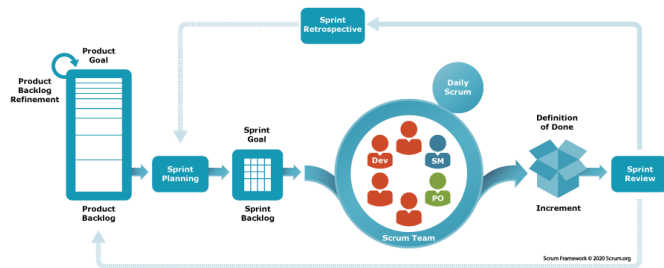 Sprint
Retrospective
Product
Goal
Product
Backlog
Refinement
Daily
Scrum
Definition
of Done
Sprint
Goal
Dev
SM
Sprint
Planning
Sprint
Review
PO
Product
Backlog
Sprint
Backlog
Increment
Scrum Team
Scrum Framework © 2020 Scrum.org